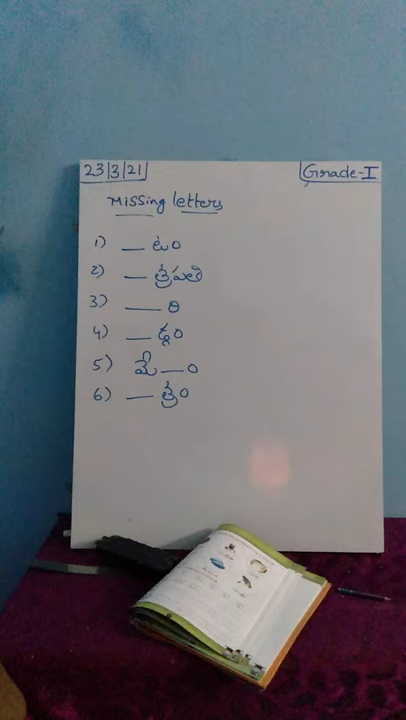 23/3/21
Grade-I
Missing letters
1) __ టం
2) __ త్రపతి
3) __ రి
4) __ డ్గం
5) మే __ ం
6) __ త్రం